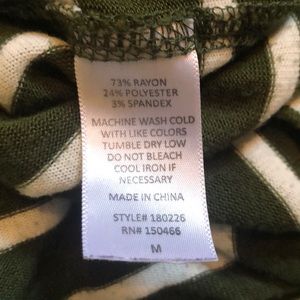 73% RAYON
24% POLYESTER
3% SPANDEX
MACHINE WASH COLD
WITH LIKE COLORS
TUMBLE DRY LOW
DO NOT BLEACH
COOL IRON IF
NECESSARY
MADE IN CHINA
STYLE# 180226
RN# 150466
M